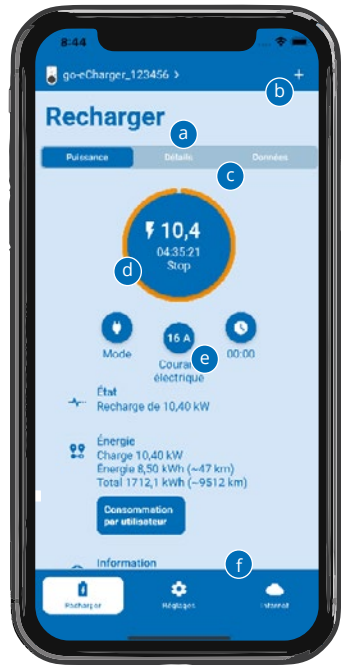 8:44
go-eCharger_123456 >
+
b
Recharger
a
Puissance Détails Données
c
10,4
04:35:21
Stop
d
16 A
e
Mode
Courant
électrique
00:00
État
Recharge de 10,40 kW
Énergie
Charge 10,40 kW
Énergie 8,50 kWh (~47 km)
Total 1712,1 kWh (~9512 km)
Consommation
par utilisateur
Information
f
Recharger Réglages Internet